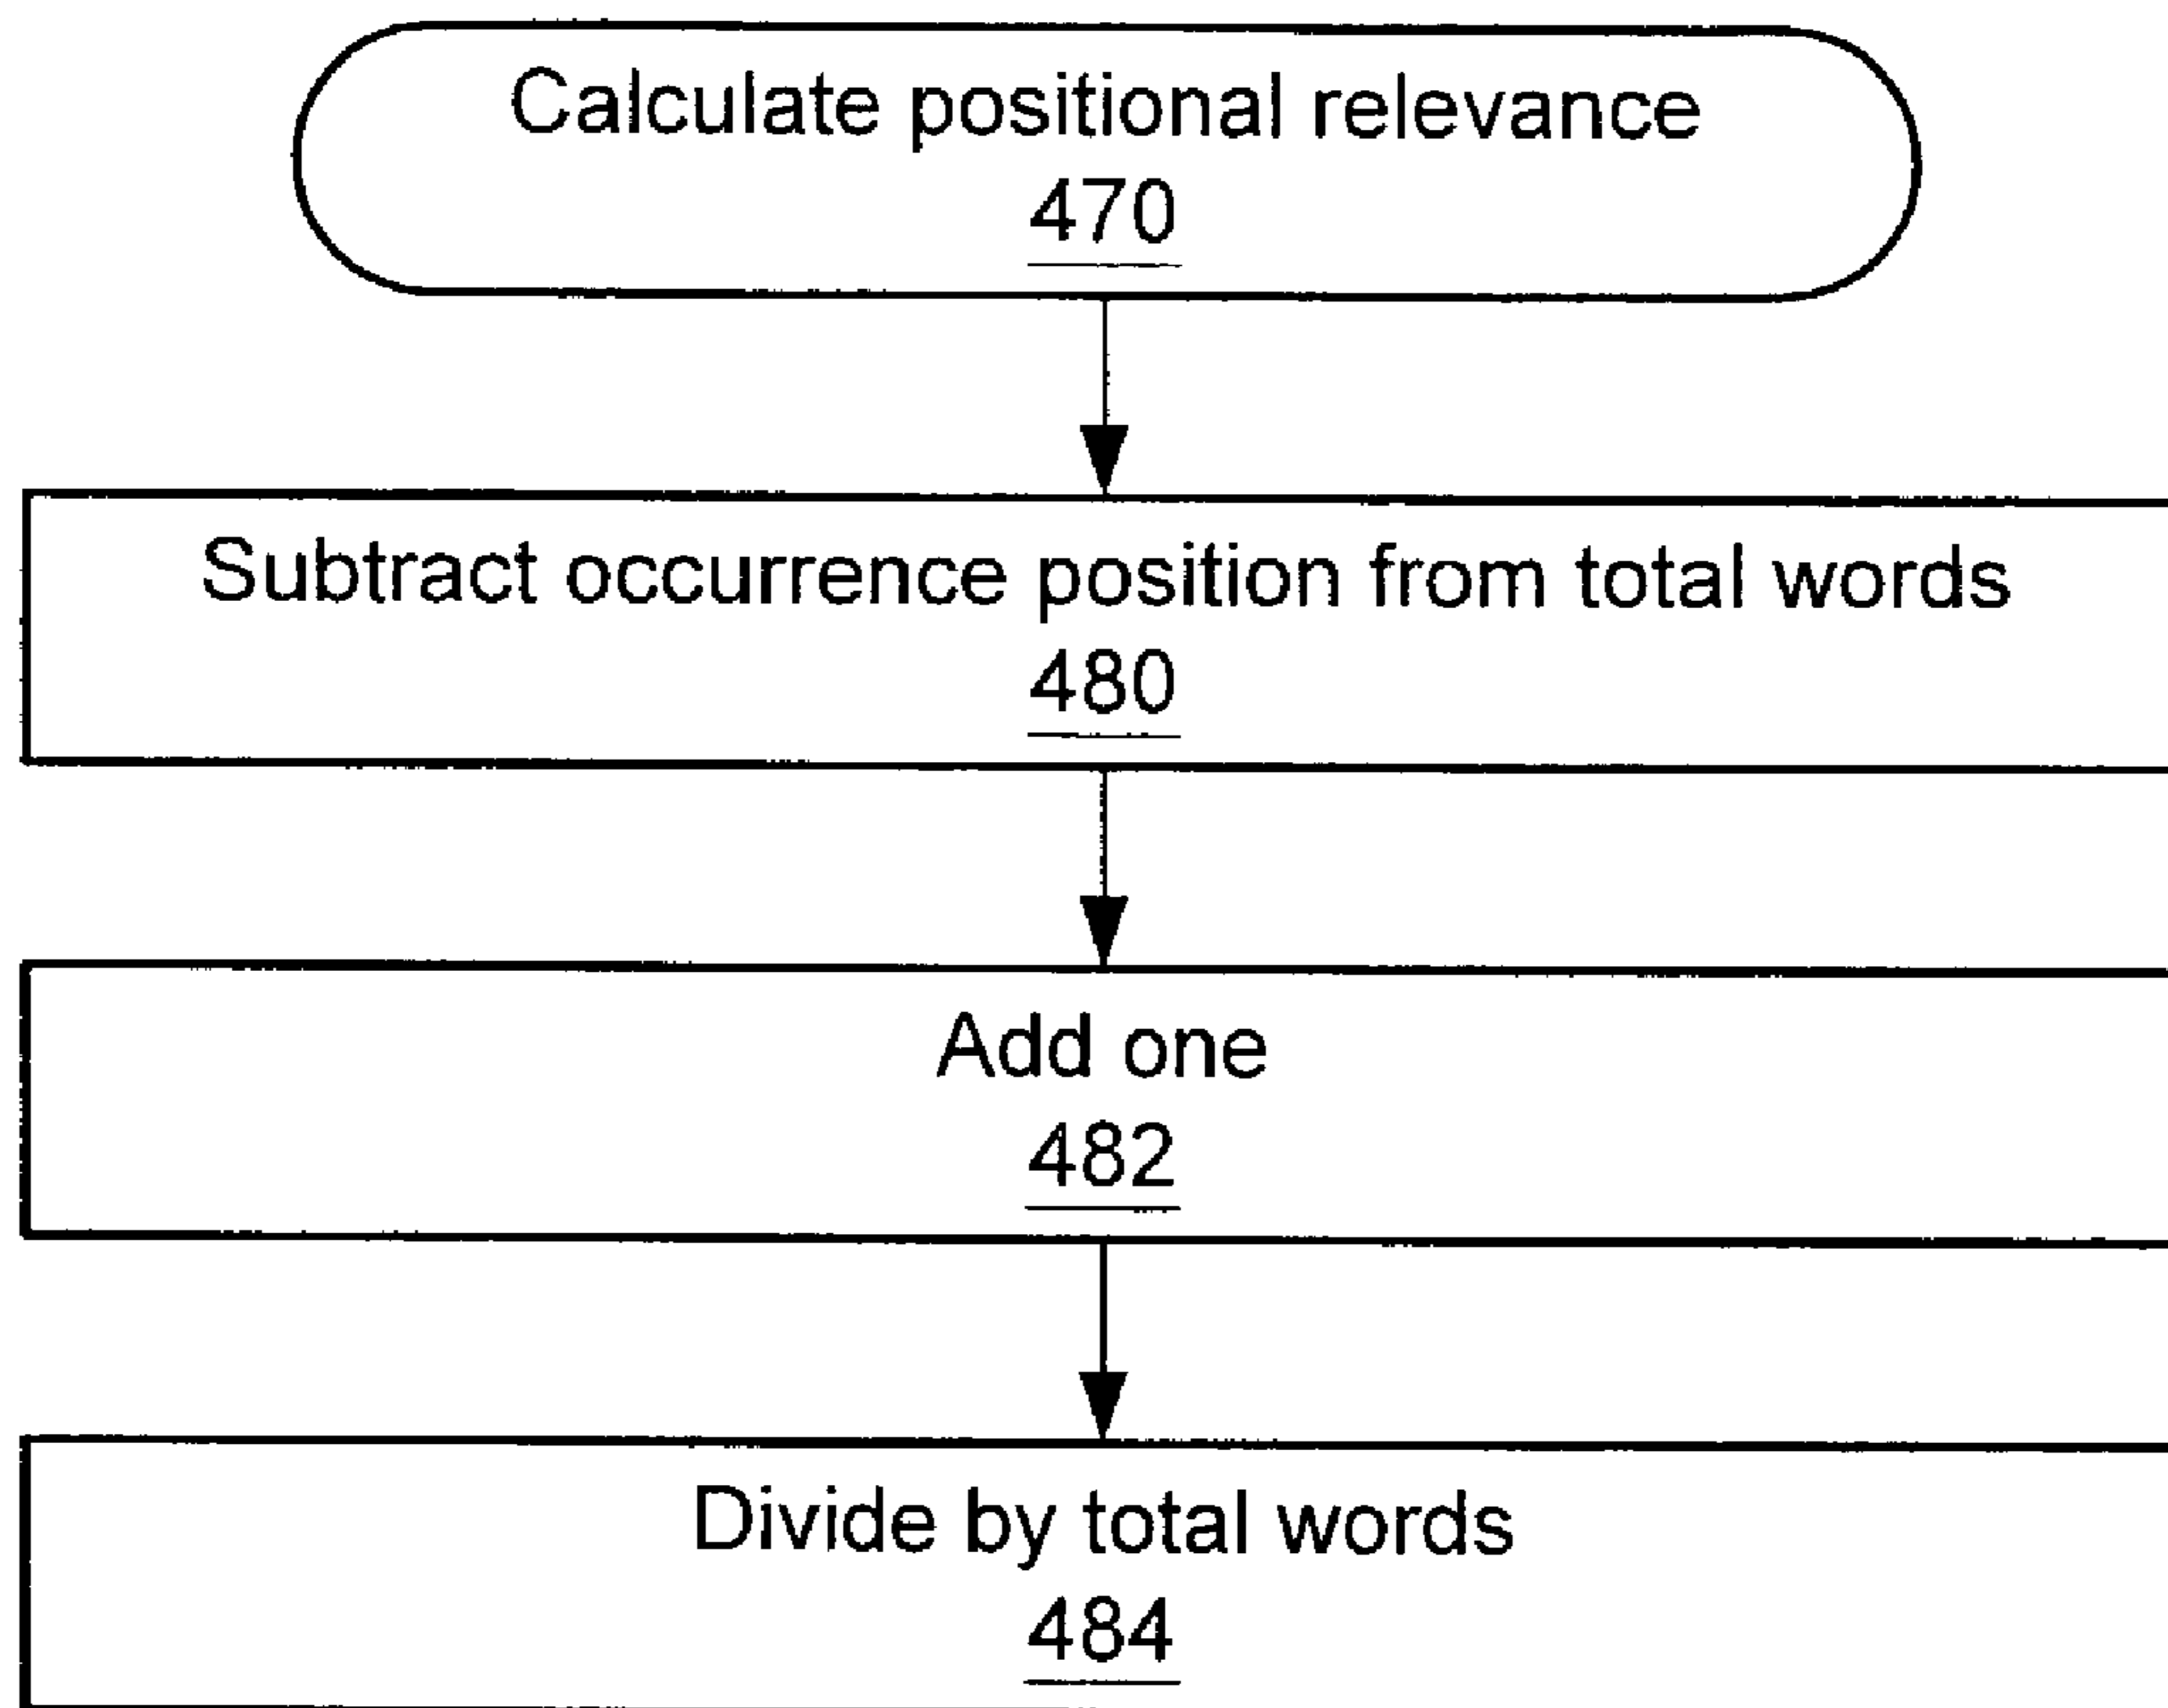 Calculate positional relevance
470
Subtract occurrence position from total words
480
Add one
482
Divide by total words
484